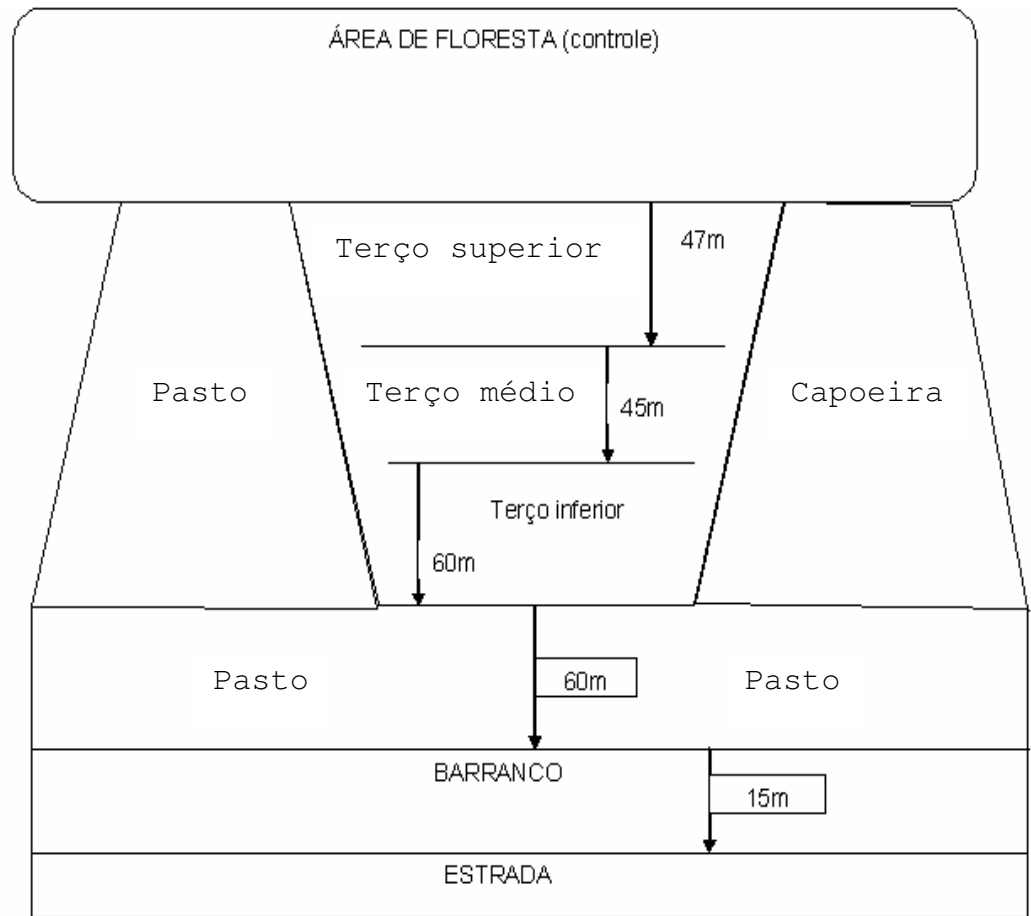 ÁREA DE FLORESTA (controle)
Terço superior
47m
Pasto
Terço médio
45m
Capoeira
Terço inferior
60m
Pasto
60m
Pasto
BARRANCO
15m
ESTRADA